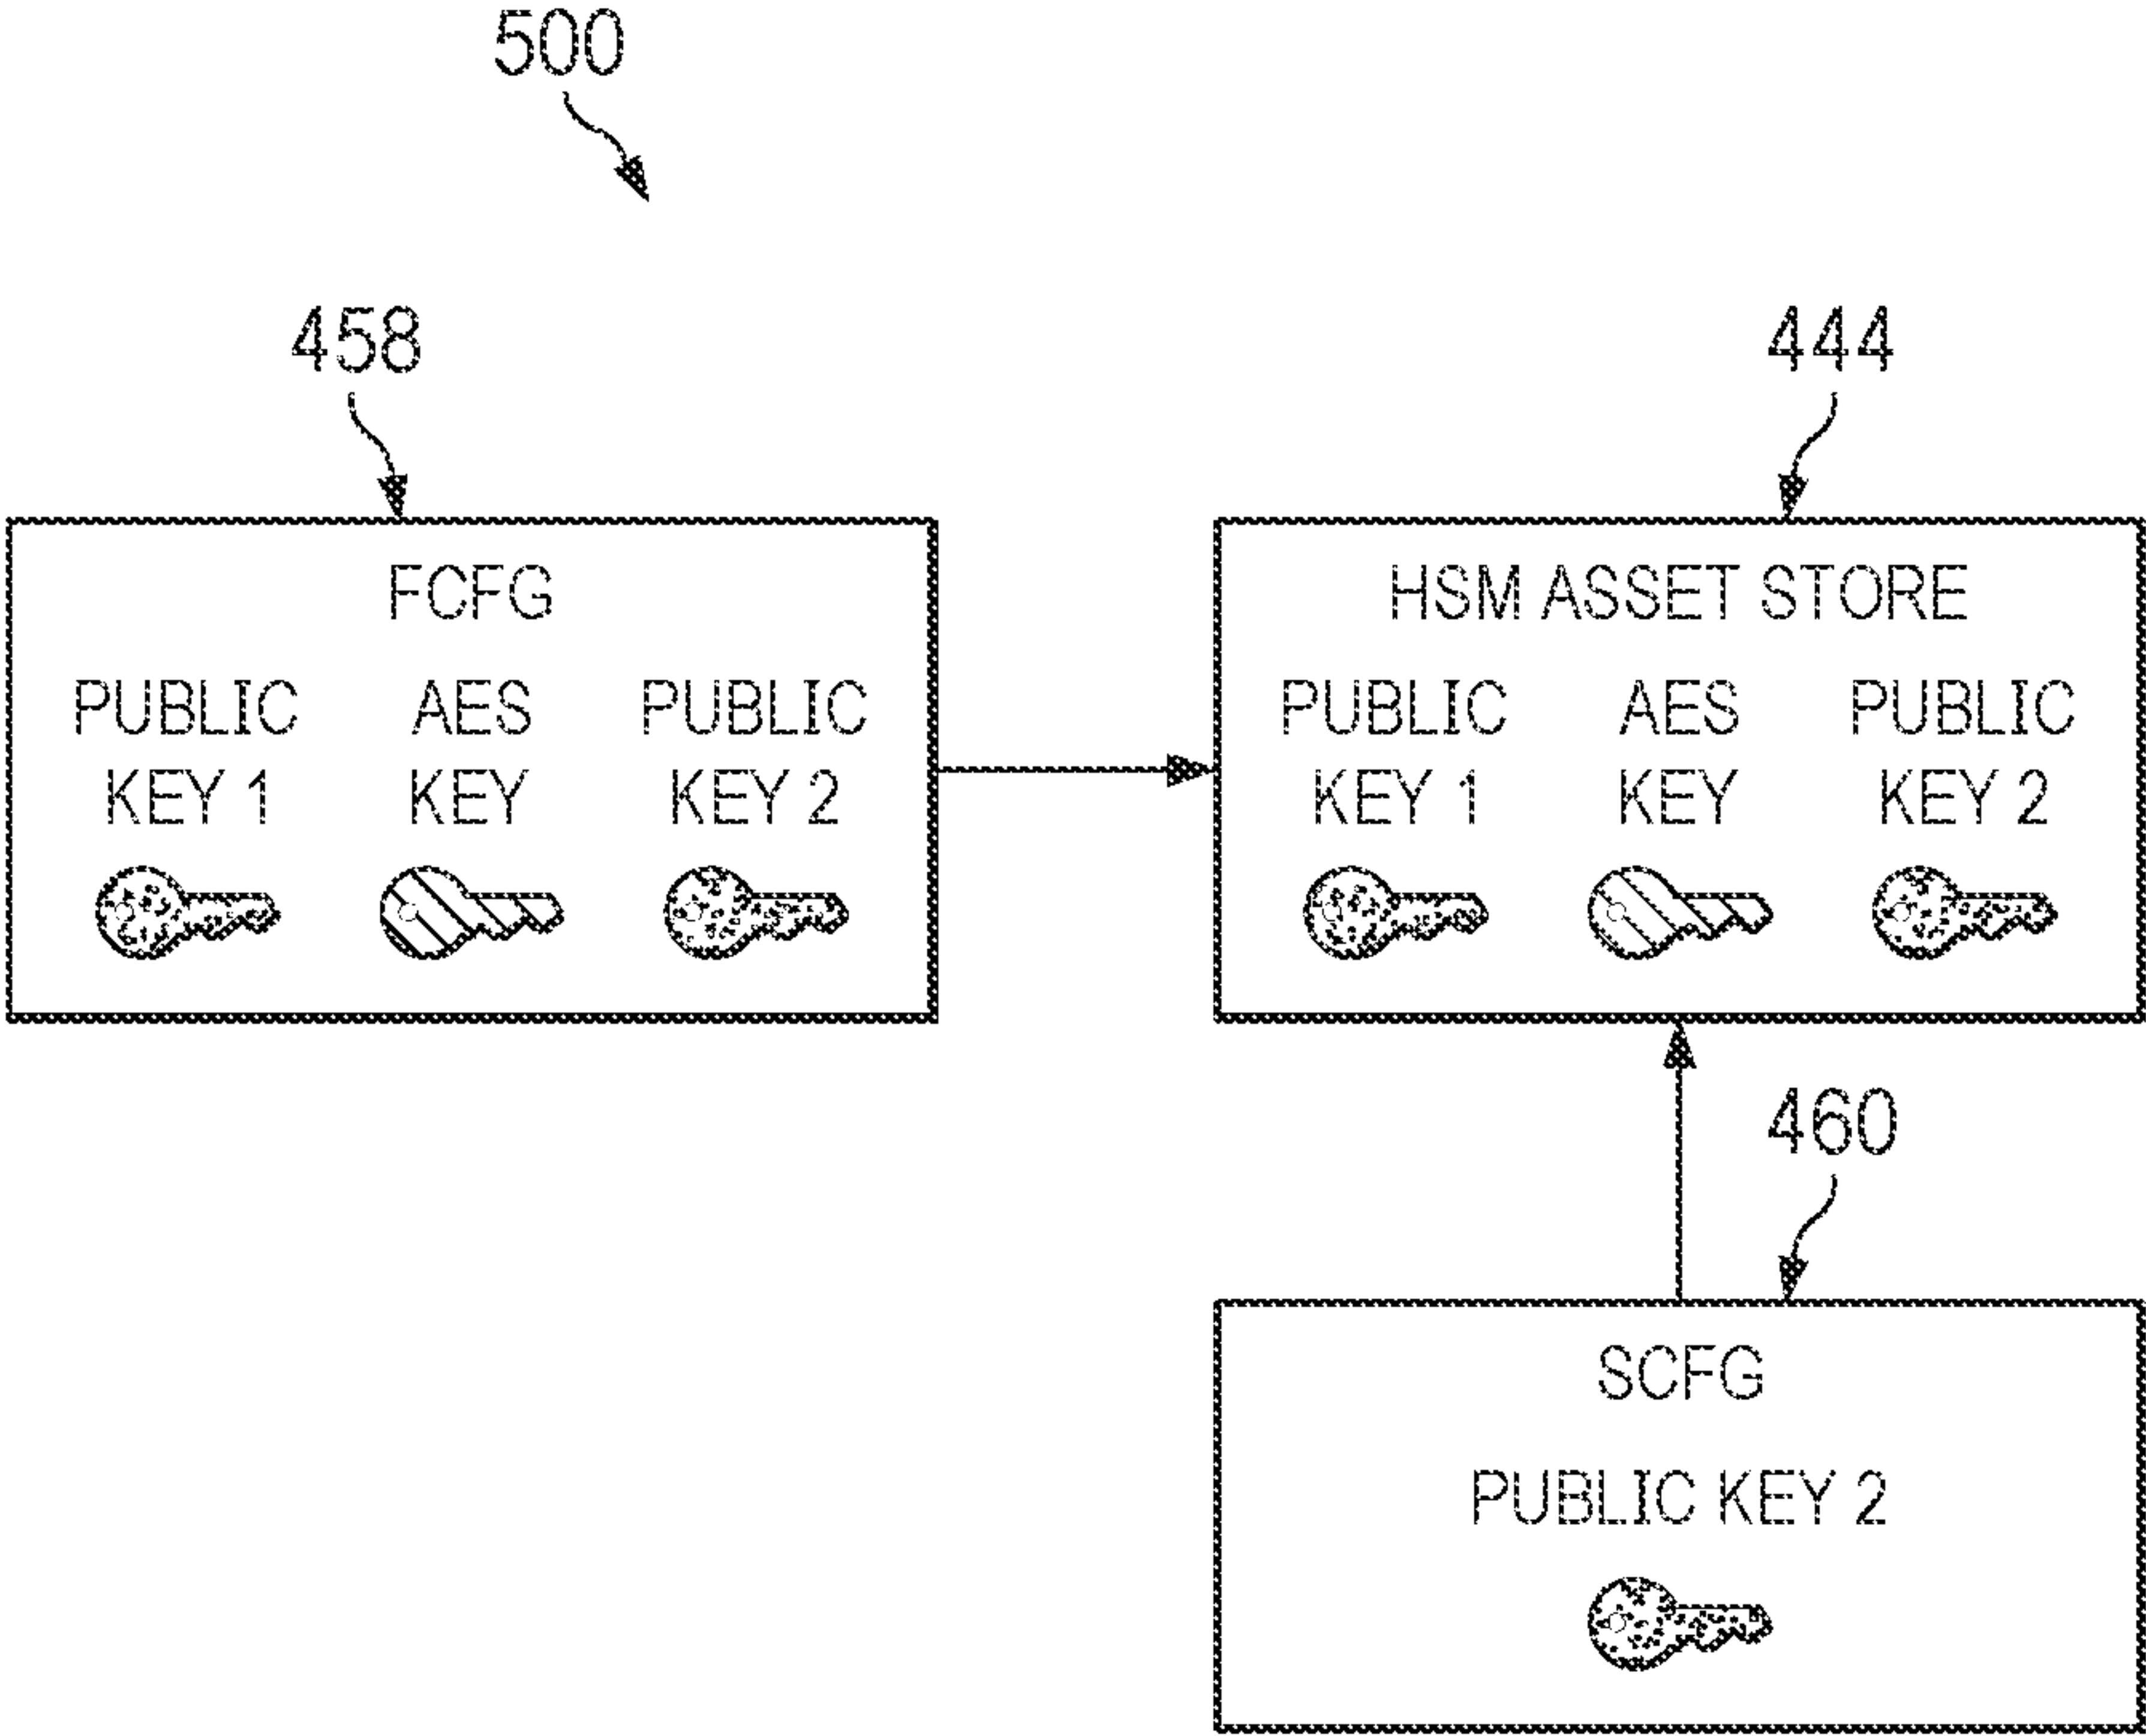 500
458
444
FCFG
PUBLIC AES PUBLIC
KEY 1 KEY KEY 2
HSM ASSET STORE
PUBLIC AES PUBLIC
KEY 1 KEY KEY 2
460
SCFG
PUBLIC KEY 2